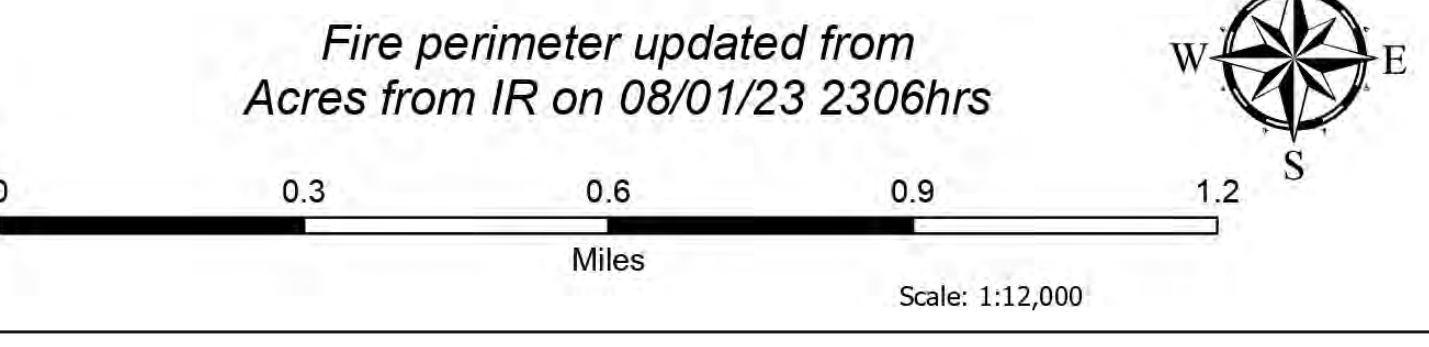 Fire perimeter updated from
Acres from IR on 08/01/23 2306hrs
W E
S
0 0.3 0.6 0.9 1.2
Miles
Scale: 1:12,000